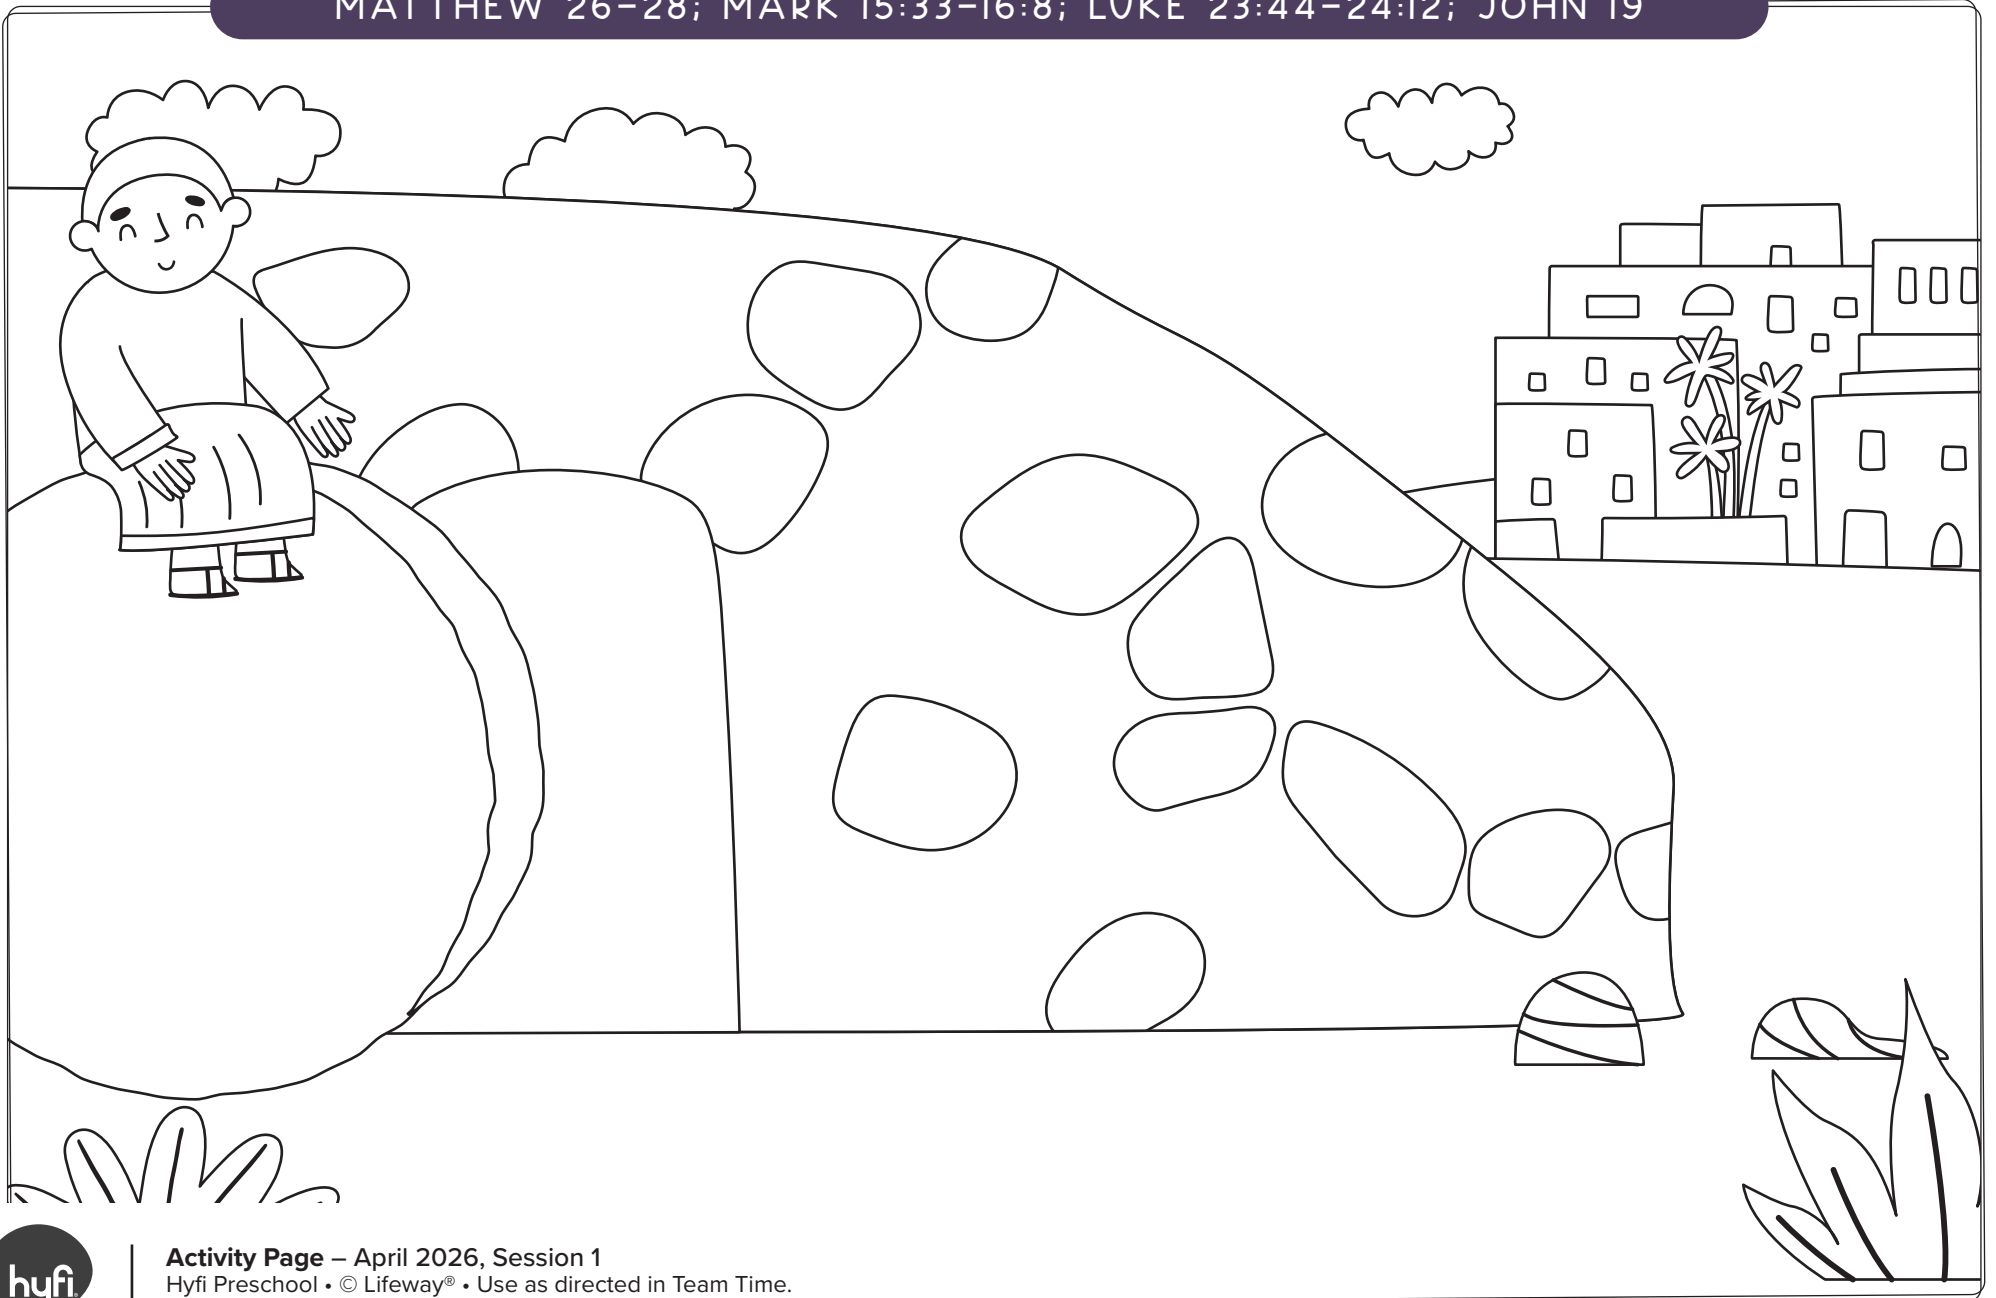 MATTHEW 26–28; MARK 15:33–16:8; LUKE 23:44–24:12; JOHN 19
hyfi
Activity Page – April 2026, Session 1
Hyfi Preschool • © Lifeway® • Use as directed in Team Time.